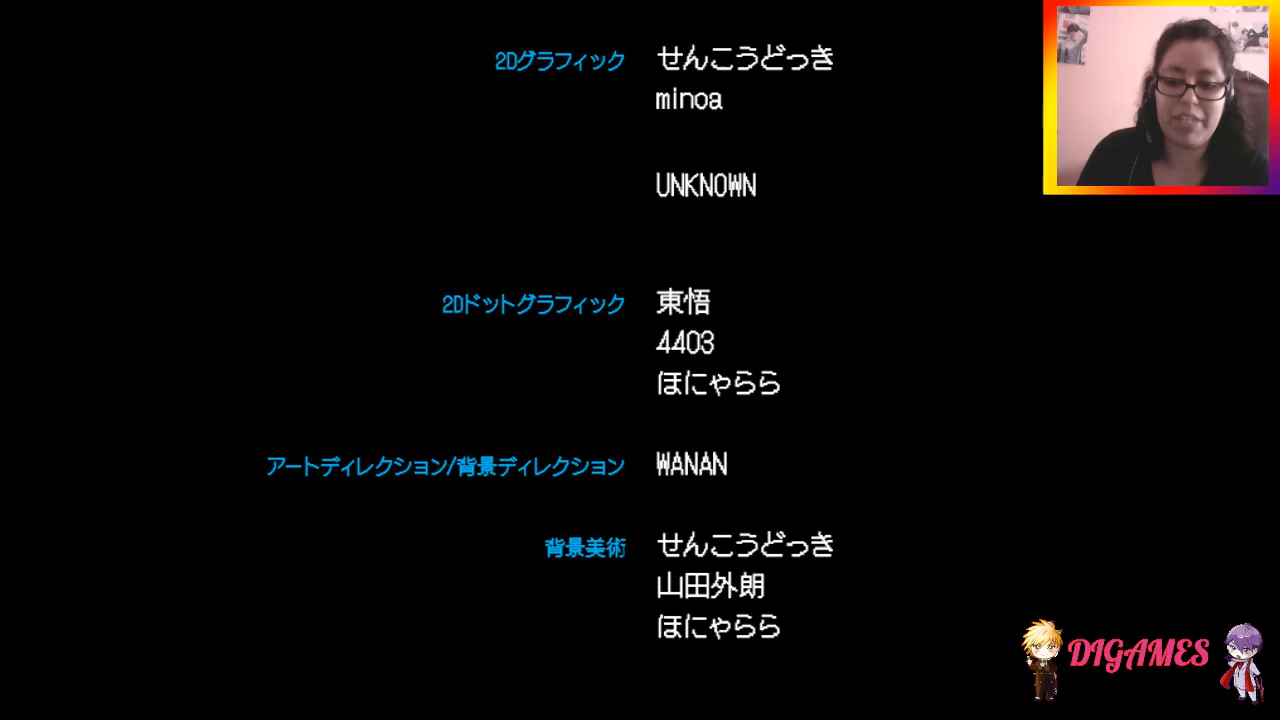 2Dグラフィック せんこうどっき
minoa
UNKNOWN
2Dドットグラフィック 東悟
4403
ほにゃらら
アートディレクション/背景ディレクション WANAN
背景美術 せんこうどっき
山田外朗
ほにゃらら
DIGAMES